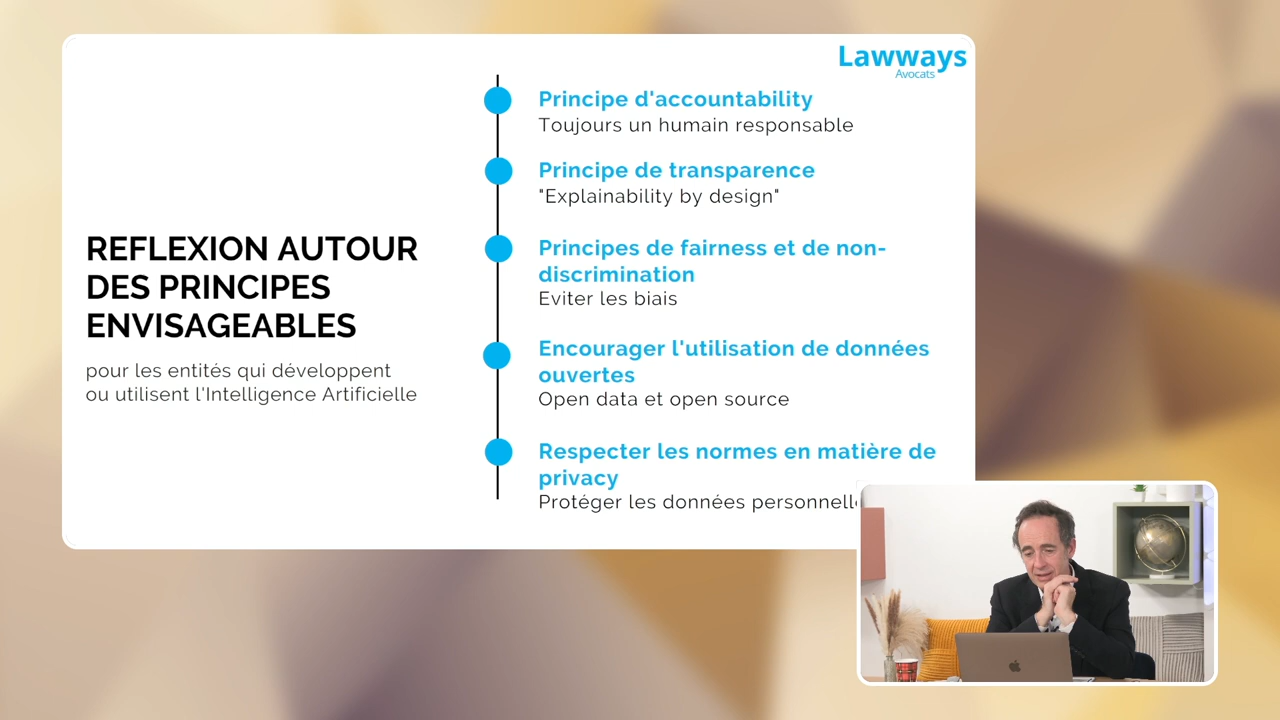 Lawways
Avocats
REFLEXION AUTOUR
DES PRINCIPES
ENVISAGEABLES
pour les entités qui développent
ou utilisent l'Intelligence Artificielle
Principe d'accountability
Toujours un humain responsable
Principe de transparence
"Explainability by design"
Principes de fairness et de non-
discrimination
Eviter les biais
Encourager l'utilisation de données
ouvertes
Open data et open source
Respecter les normes en matière de
privacy
Protéger les données